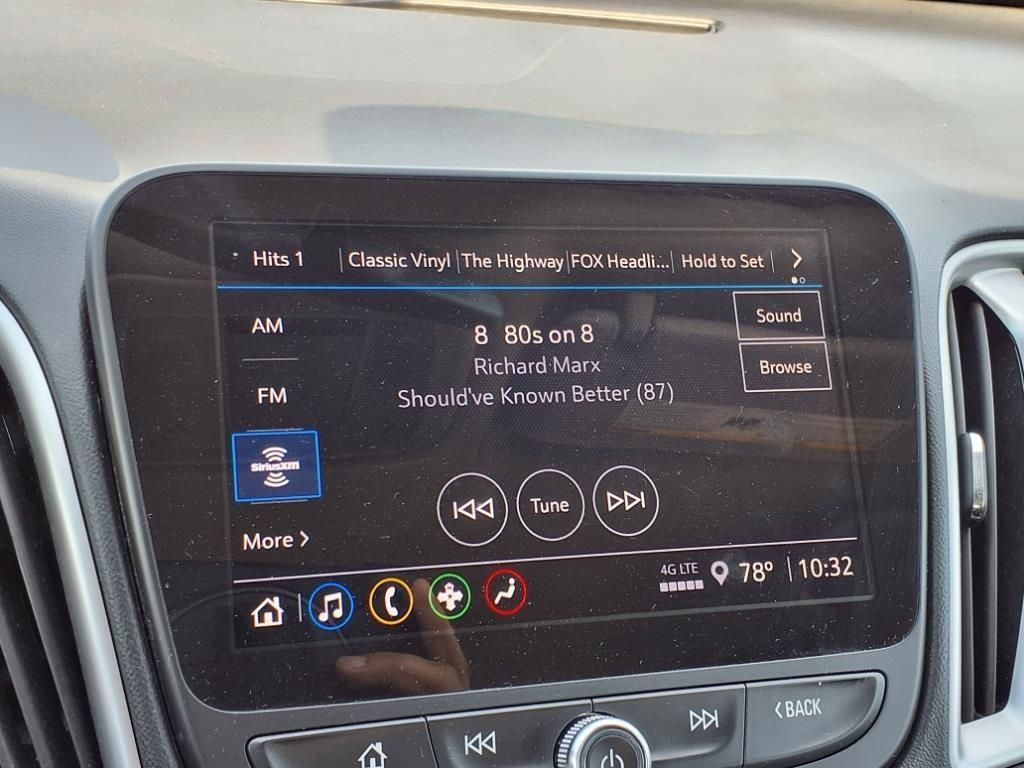 Hits 1 Classic Vinyl The Highway FOX Headli... Hold to Set >
AM
8 80s on 8
Sound
Richard Marx
Browse
FM
Should've Known Better (87)
SiriusXM
Tune
More >
4G LTE
78° 10:32
< BACK